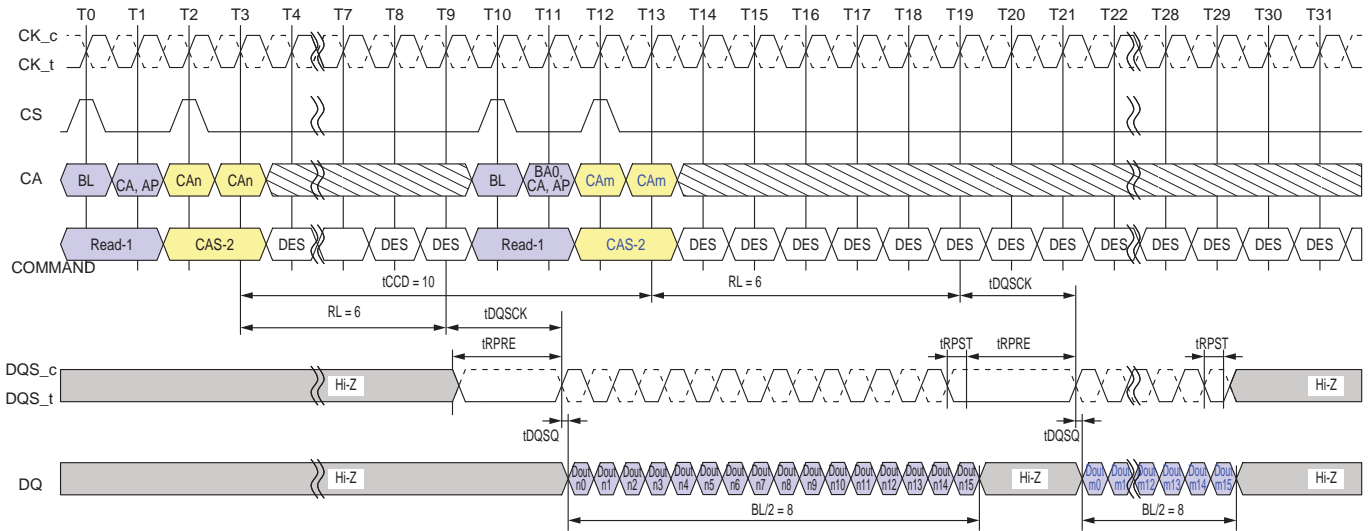 T0 T1 T2 T3 T4 T7 T8 T9 T10 T11 T12 T13 T14 T15 T16 T17 T18 T19 T20 T21 T22 T28 T29 T30 T31
CK_c
CK_t
CS
CA BL CA, AP CAn CAn BL BA0, CA, AP CAm CAm
COMMAND Read-1 CAS-2 DES DES DES Read-1 CAS-2 DES DES DES DES DES DES DES DES DES DES DES DES DES
tCCD = 10 RL = 6 tDQSCK
RL = 6 tDQSCK
tRPRE tRPST tRPRE tRPST
DQS_c
DQS_t
Hi-Z Hi-Z
tDQSQ tDQSQ
DQ Hi-Z Dout n0 Dout n1 Dout n2 Dout n3 Dout n4 Dout n5 Dout n6 Dout n7 Dout n8 Dout n9 Dout n10 Dout n11 Dout n12 Dout n13 Dout n14 Dout n15 Hi-Z Dout m0 Dout m1 Dout m12 Dout m13 Dout m14 Dout m15 Hi-Z
BL/2 = 8 BL/2 = 8